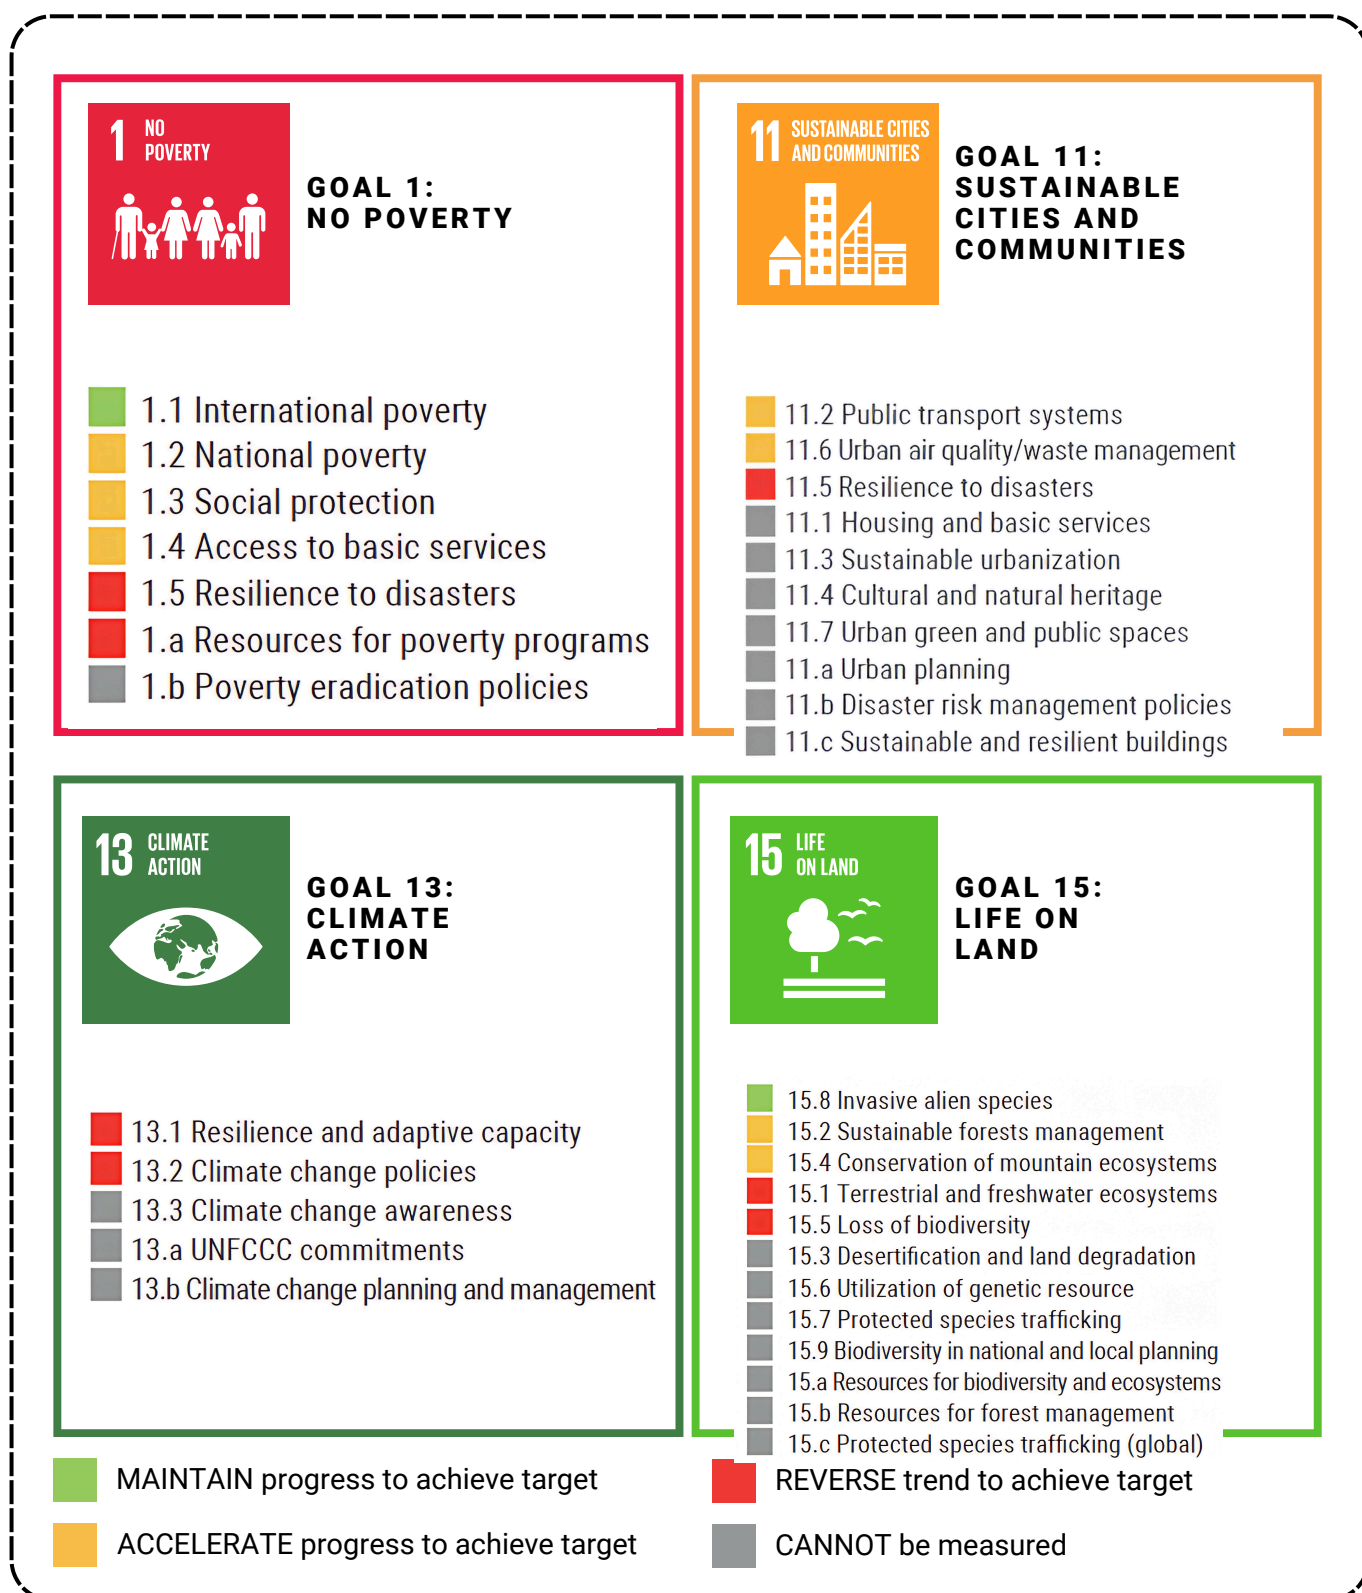 1 NO
POVERTY
GOAL 1:
NO POVERTY
1.1 International poverty
1.2 National poverty
1.3 Social protection
1.4 Access to basic services
1.5 Resilience to disasters
1.a Resources for poverty programs
1.b Poverty eradication policies
11 SUSTAINABLE CITIES
AND COMMUNITIES
GOAL 11:
SUSTAINABLE
CITIES AND
COMMUNITIES
11.2 Public transport systems
11.6 Urban air quality/waste management
11.5 Resilience to disasters
11.1 Housing and basic services
11.3 Sustainable urbanization
11.4 Cultural and natural heritage
11.7 Urban green and public spaces
11.a Urban planning
11.b Disaster risk management policies
11.c Sustainable and resilient buildings
13 CLIMATE
ACTION
GOAL 13:
CLIMATE
ACTION
13.1 Resilience and adaptive capacity
13.2 Climate change policies
13.3 Climate change awareness
13.a UNFCCC commitments
13.b Climate change planning and management
15 LIFE
ON LAND
GOAL 15:
LIFE ON
LAND
15.8 Invasive alien species
15.2 Sustainable forests management
15.4 Conservation of mountain ecosystems
15.1 Terrestrial and freshwater ecosystems
15.5 Loss of biodiversity
15.3 Desertification and land degradation
15.6 Utilization of genetic resource
15.7 Protected species trafficking
15.9 Biodiversity in national and local planning
15.a Resources for biodiversity and ecosystems
15.b Resources for forest management
15.c Protected species trafficking (global)
MAINTAIN progress to achieve target
ACCELERATE progress to achieve target
REVERSE trend to achieve target
CANNOT be measured